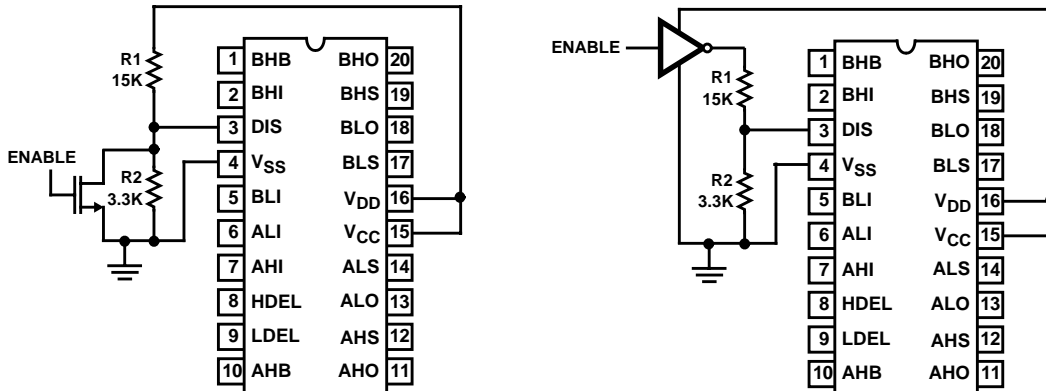 R1
15K
ENABLE
R2
3.3K
1 BHB BHO 20
2 BHI BHS 19
3 DIS BLO 18
4 VSS BLS 17
5 BLI VDD 16
6 ALI VCC 15
7 AHI ALS 14
8 HDEL ALO 13
9 LDEL AHS 12
10 AHB AHO 11
ENABLE
R1
15K
R2
3.3K
1 BHB BHO 20
2 BHI BHS 19
3 DIS BLO 18
4 VSS BLS 17
5 BLI VDD 16
6 ALI VCC 15
7 AHI ALS 14
8 HDEL ALO 13
9 LDEL AHS 12
10 AHB AHO 11